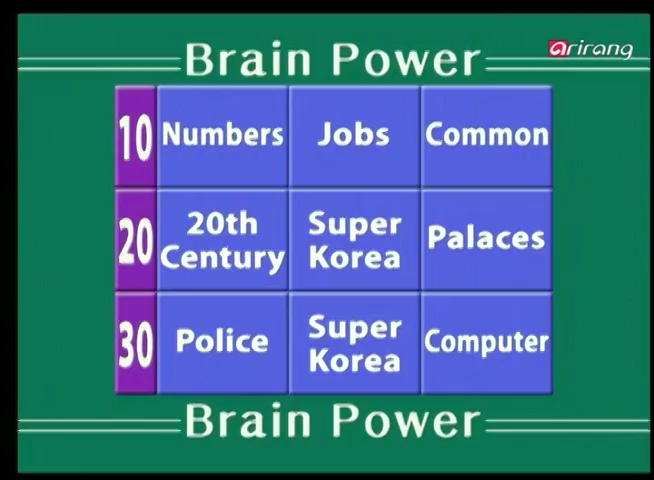 Brain Power
arirang
10 Numbers Jobs Common
20 20th Century Super Korea Palaces
30 Police Super Korea Computer
Brain Power